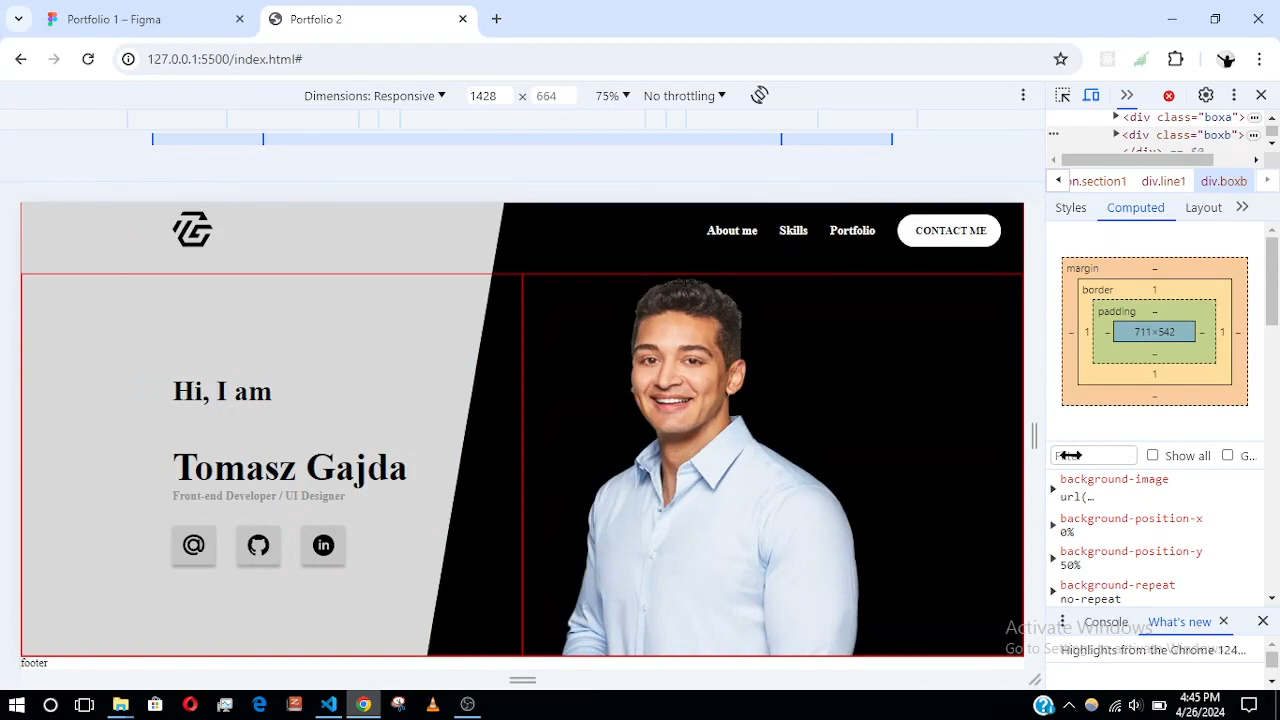 Portfolio 1 – Figma
Portfolio 2
127.0.0.1:5500/index.html#
Dimensions: Responsive
1428 × 664
75%
No throttling
<div class="boxa">
<div class="boxb">
n.section1 div.line1 div.boxb
Styles Computed Layout
margin
–
border 1
padding –
– 1 – 711×542 – 1 –
–
1
–
Show all
G...
background-image
url(…
background-position-x
0%
background-position-y
50%
background-repeat
no-repeat
Console What's new
Highlights from the Chrome 124...
About me Skills Portfolio CONTACT ME
Hi, I am
Tomasz Gajda
Front-end Developer / UI Designer
footer
Activate Windows
4:45 PM
4/26/2024